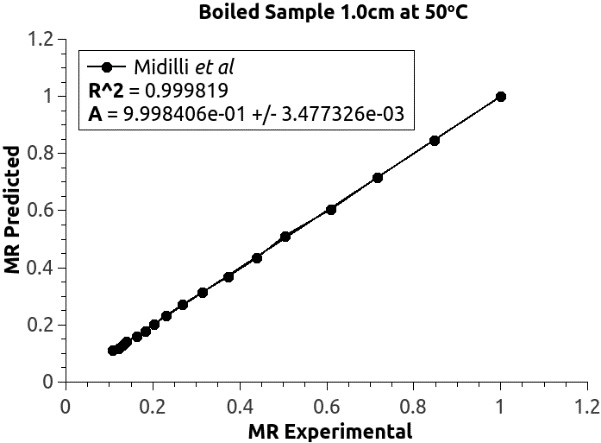 Boiled Sample 1.0cm at 50ºC
1.2
1
0.8
0.6
0.4
0.2
0
MR Predicted
Midilli et al
R^2 = 0.999819
A = 9.998406e-01 +/- 3.477326e-03
0 0.2 0.4 0.6 0.8 1 1.2
MR Experimental